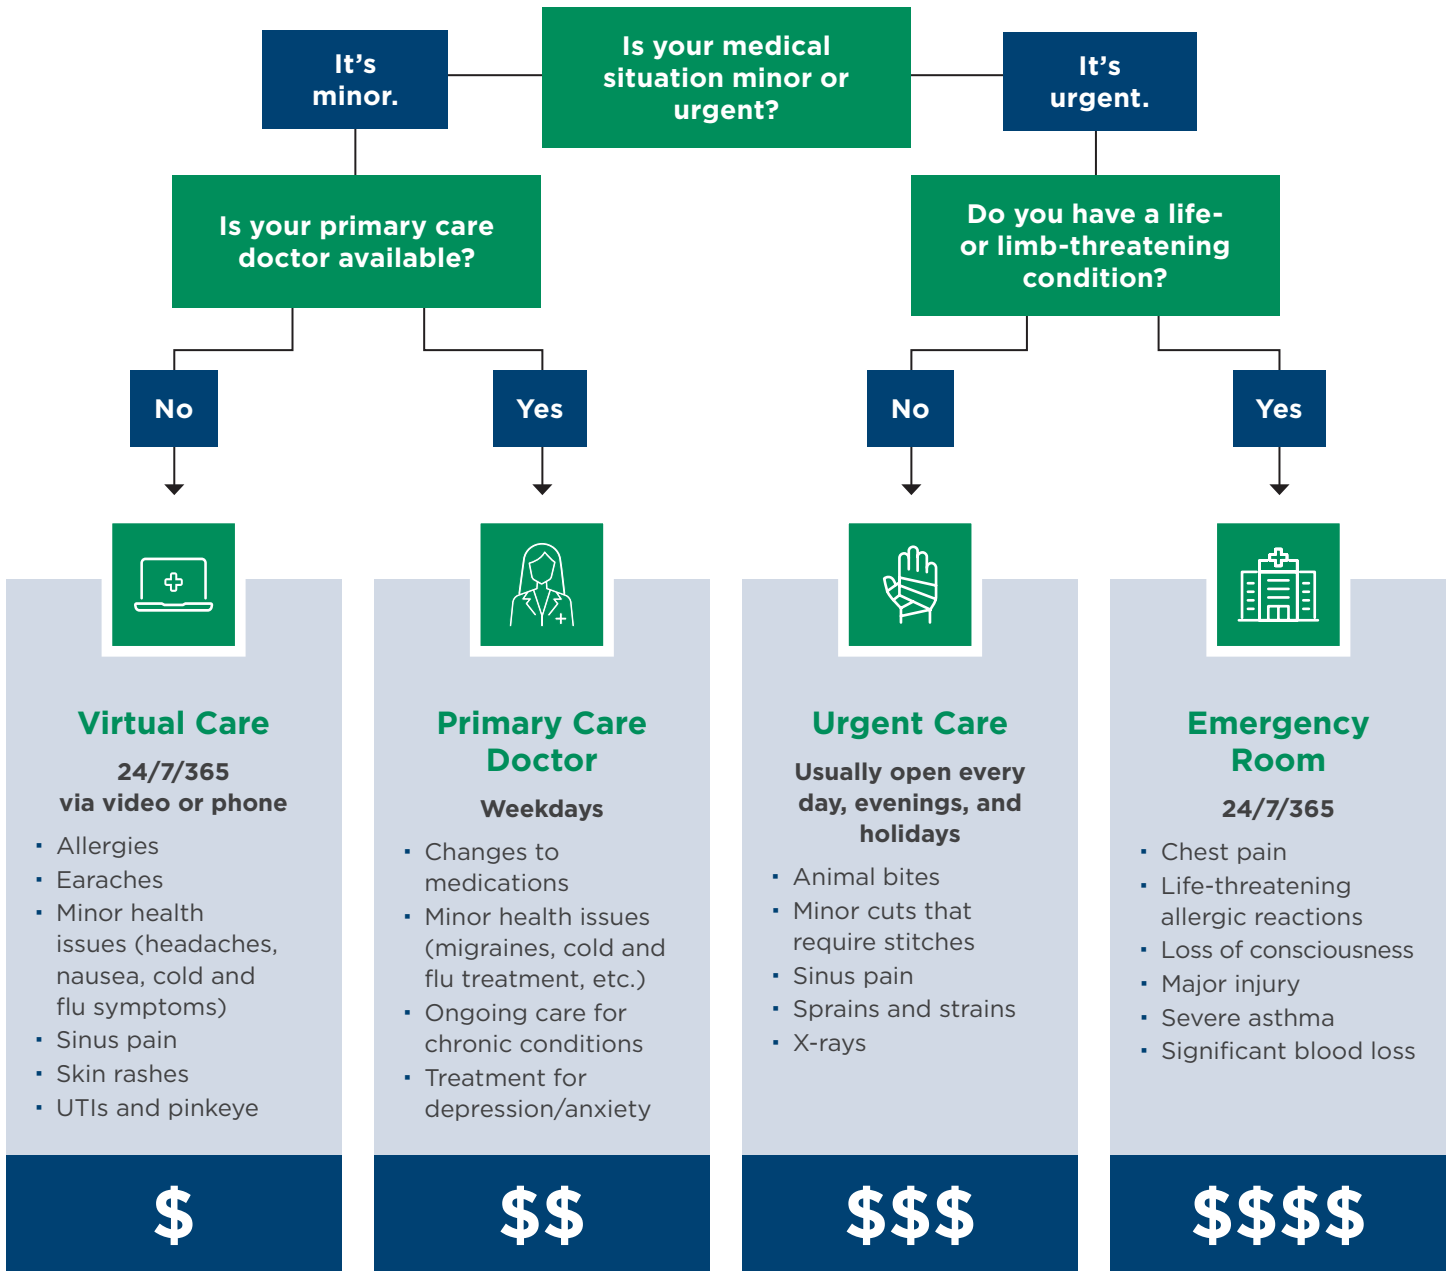 Is your medical
situation minor or
urgent?
It's
minor.
It's
urgent.
Is your primary care
doctor available?
Do you have a life-
or limb-threatening
condition?
No
Yes
No
Yes
Virtual Care
24/7/365
via video or phone
▪ Allergies
▪ Earaches
▪ Minor health
issues (headaches,
nausea, cold and
flu symptoms)
▪ Sinus pain
▪ Skin rashes
▪ UTIs and pinkeye
$
Primary Care
Doctor
Weekdays
▪ Changes to
medications
▪ Minor health issues
(migraines, cold and
flu treatment, etc.)
▪ Ongoing care for
chronic conditions
▪ Treatment for
depression/anxiety
$$
Urgent Care
Usually open every
day, evenings, and
holidays
▪ Animal bites
▪ Minor cuts that
require stitches
▪ Sinus pain
▪ Sprains and strains
▪ X-rays
$$$
Emergency
Room
24/7/365
▪ Chest pain
▪ Life-threatening
allergic reactions
▪ Loss of consciousness
▪ Major injury
▪ Severe asthma
▪ Significant blood loss
$$$$